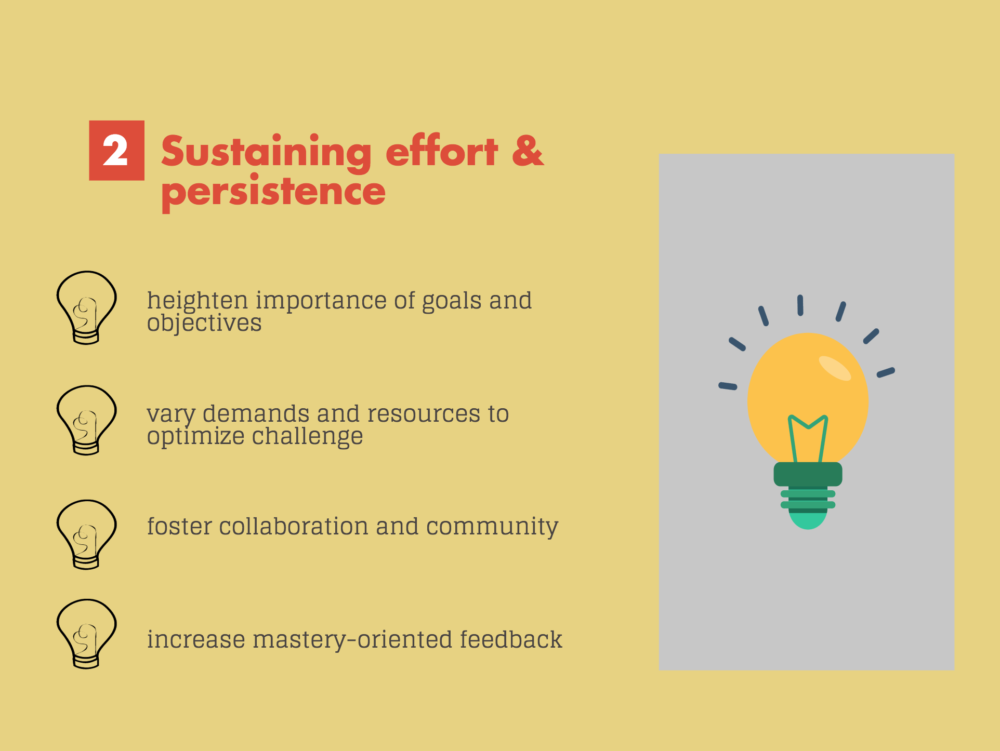 2 Sustaining effort &
persistence
heighten importance of goals and
objectives
vary demands and resources to
optimize challenge
foster collaboration and community
increase mastery-oriented feedback